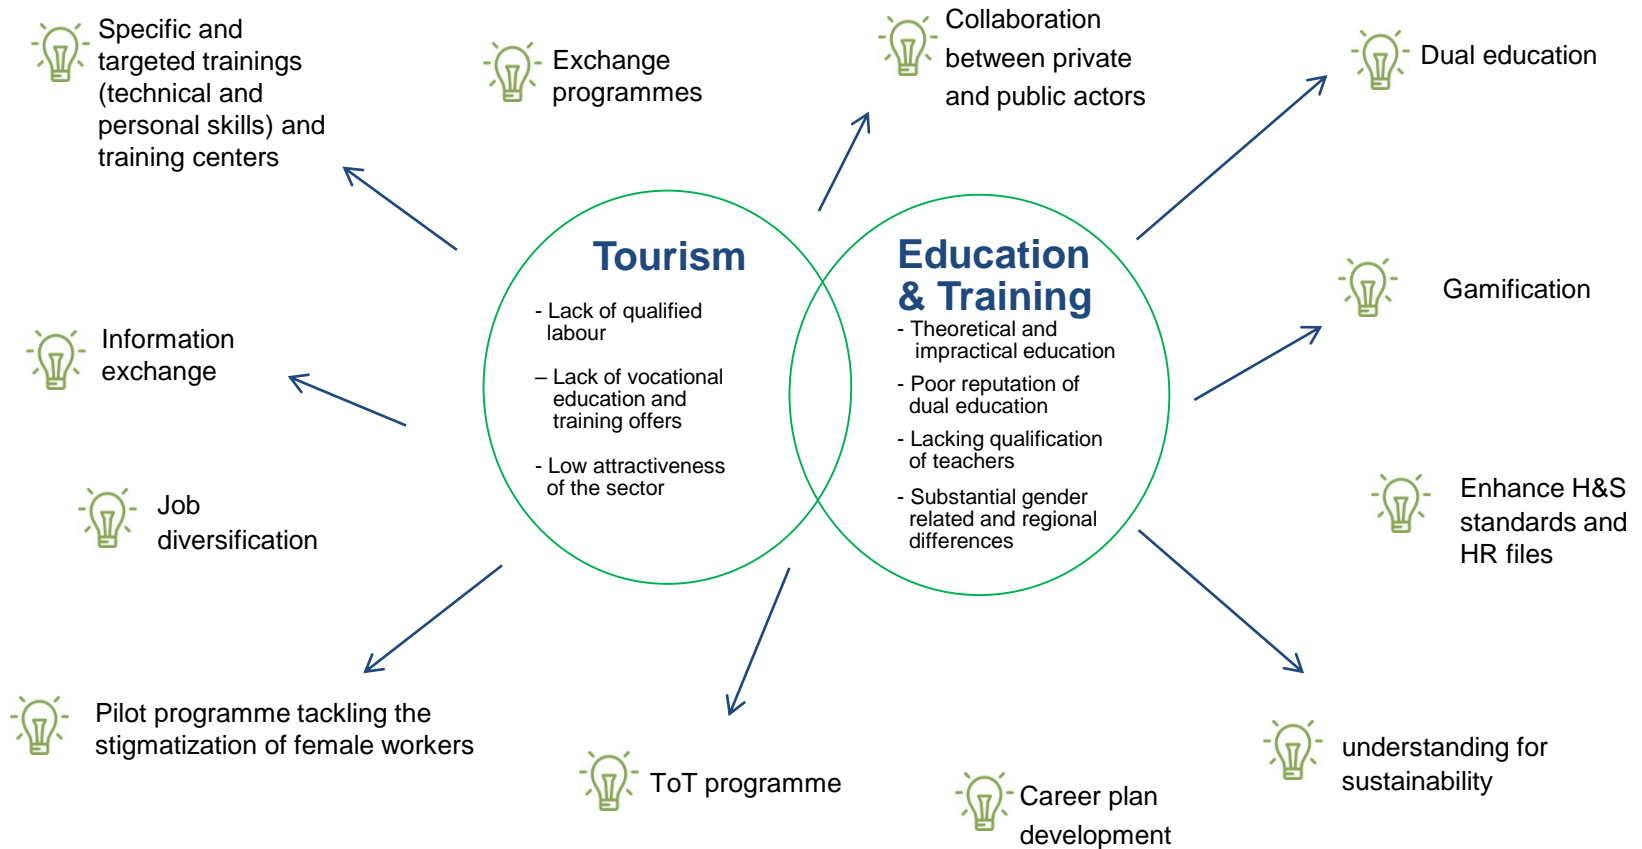 Specific and
targeted trainings
(technical and
personal skills) and
training centers
Exchange
programmes
Collaboration
between private
and public actors
Dual education
Tourism
- Lack of qualified
labour
– Lack of vocational
education and
training offers
- Low attractiveness
of the sector
Education
& Training
- Theoretical and
impractical education
- Poor reputation of
dual education
- Lacking qualification
of teachers
- Substantial gender
related and regional
differences
Gamification
Information
exchange
Job
diversification
Enhance H&S
standards and
HR files
Pilot programme tackling the
stigmatization of female workers
ToT programme
Career plan
development
understanding for
sustainability